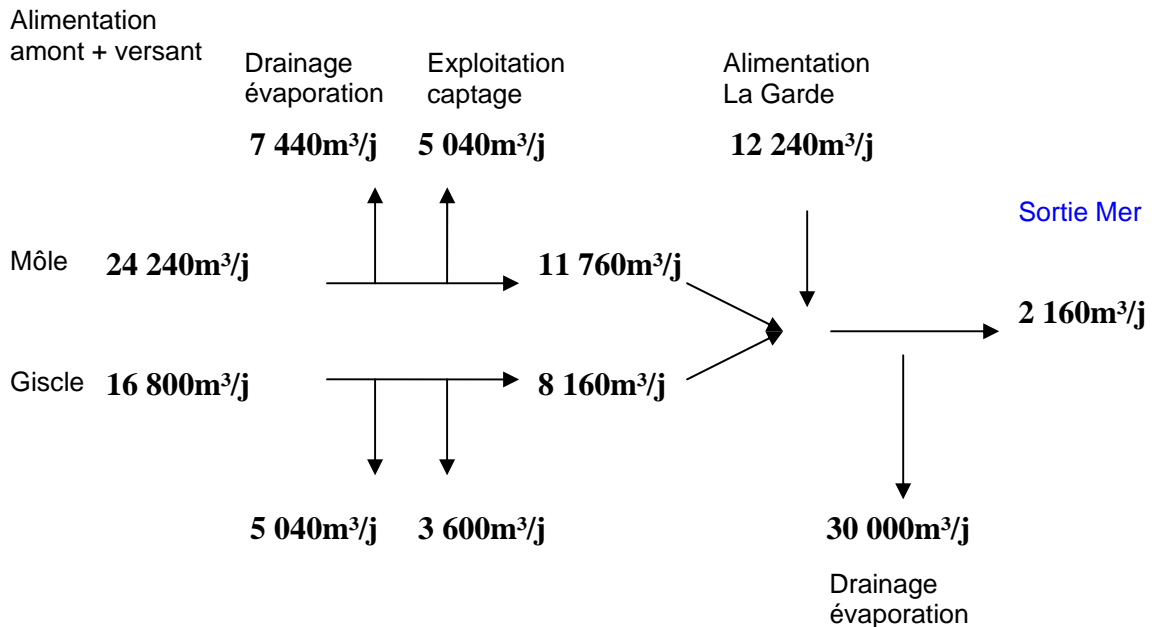 Alimentation
amont + versant
Drainage
évaporation
Exploitation
captage
Alimentation
La Garde
7 440m³/j
5 040m³/j
12 240m³/j
Sortie Mer
Môle
24 240m³/j
11 760m³/j
2 160m³/j
Giscle
16 800m³/j
8 160m³/j
5 040m³/j
3 600m³/j
30 000m³/j
Drainage
évaporation